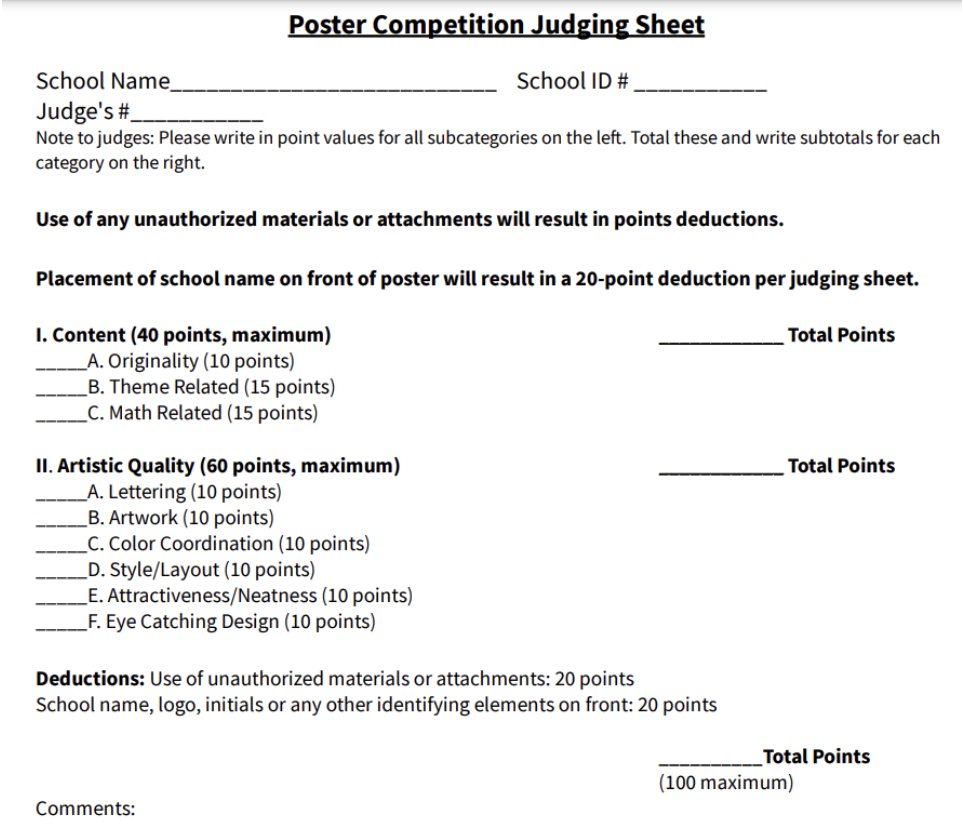 Poster Competition Judging Sheet
School Name___________________________ School ID # ___________
Judge's #___________
Note to judges: Please write in point values for all subcategories on the left. Total these and write subtotals for each
category on the right.
Use of any unauthorized materials or attachments will result in points deductions.
Placement of school name on front of poster will result in a 20-point deduction per judging sheet.
I. Content (40 points, maximum) ____________ Total Points
_____A. Originality (10 points)
_____B. Theme Related (15 points)
_____C. Math Related (15 points)
II. Artistic Quality (60 points, maximum) ____________ Total Points
_____A. Lettering (10 points)
_____B. Artwork (10 points)
_____C. Color Coordination (10 points)
_____D. Style/Layout (10 points)
_____E. Attractiveness/Neatness (10 points)
_____F. Eye Catching Design (10 points)
Deductions: Use of unauthorized materials or attachments: 20 points
School name, logo, initials or any other identifying elements on front: 20 points
__________Total Points
(100 maximum)
Comments: